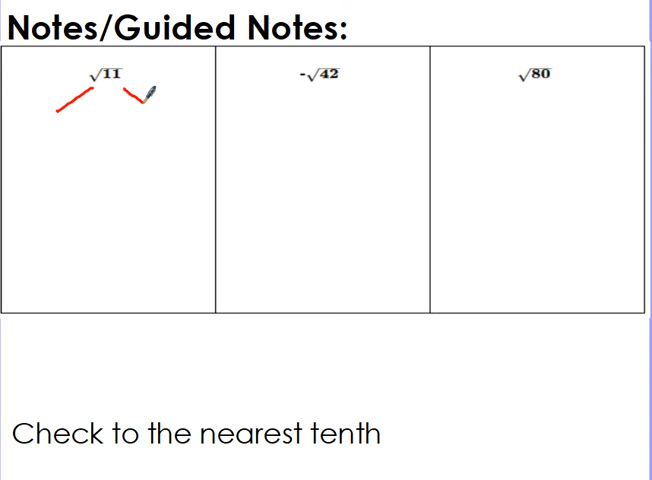 Notes/Guided Notes:
√11
-√42
√80
Check to the nearest tenth